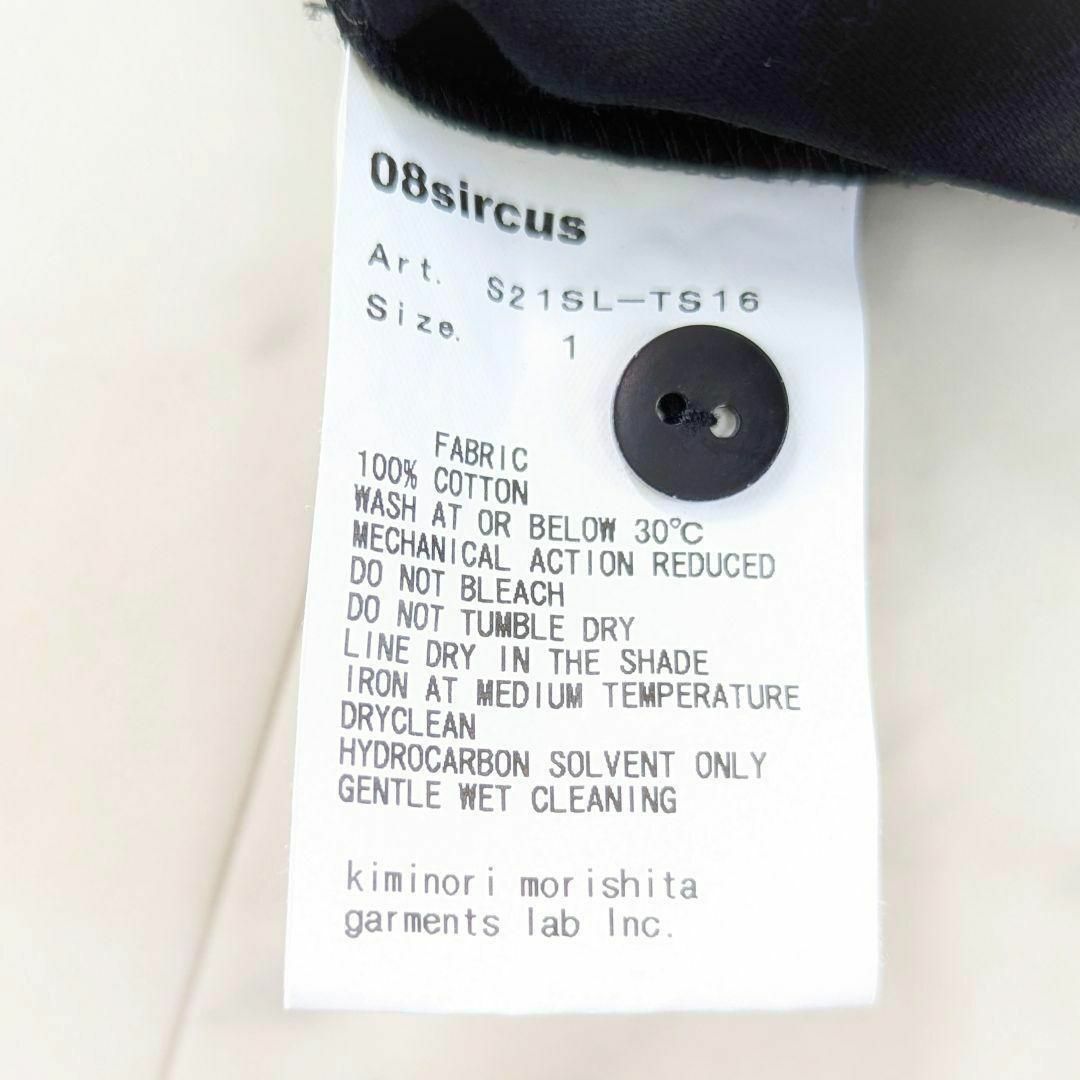 08sircus
Art. S21SL-TS16
Size. 1
FABRIC
100% COTTON
WASH AT OR BELOW 30℃
MECHANICAL ACTION REDUCED
DO NOT BLEACH
DO NOT TUMBLE DRY
LINE DRY IN THE SHADE
IRON AT MEDIUM TEMPERATURE
DRYCLEAN
HYDROCARBON SOLVENT ONLY
GENTLE WET CLEANING
kiminori morishita
garments lab Inc.